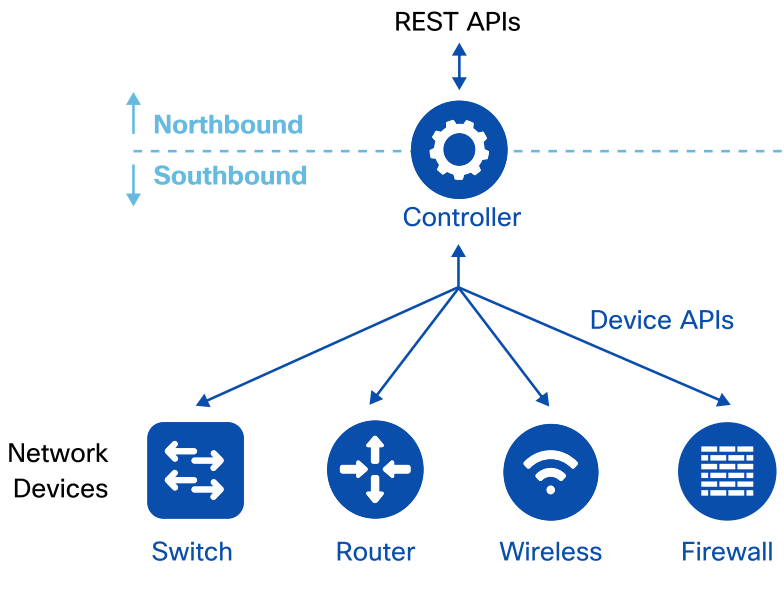 REST APIs
Northbound
Southbound
Controller
Device APIs
Network
Devices
Switch
Router
Wireless
Firewall